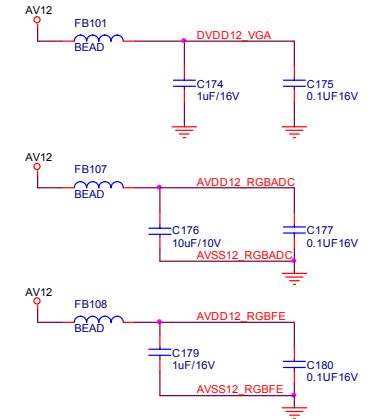 AV12
FB101
BEAD
DVDD12_VGA
C174
1uF/16V
C175
0.1UF16V
AV12
FB107
BEAD
AVDD12_RGBADC
C176
10uF/10V
C177
0.1UF16V
AVSS12_RGBADC
AV12
FB108
BEAD
AVDD12_RGBFE
C179
1uF/16V
C180
0.1UF16V
AVSS12_RGBFE